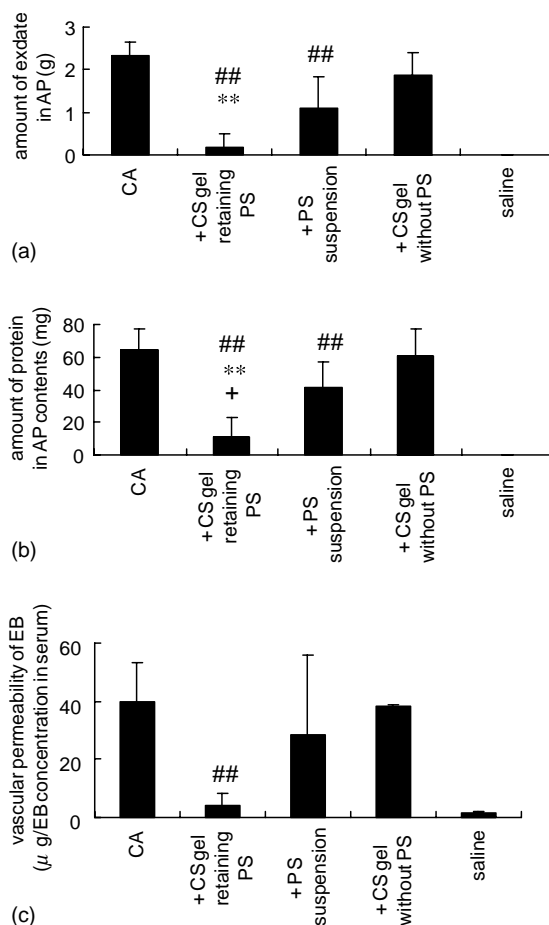 amount of exdate
in AP (g)
3
2
1
0
##
**
##
CA
+ CS gel
retaining
PS
+ PS
suspension
+ CS gel
without PS
saline
(a)
amount of protein
in AP contents (mg)
80
60
40
20
0
##
**
+
##
CA
+ CS gel
retaining
PS
+ PS
suspension
+ CS gel
without PS
saline
(b)
vascular permeability of EB
(μ g/EB concentration in serum)
60
40
20
0
##
CA
+ CS gel
retaining
PS
+ PS
suspension
+ CS gel
without PS
saline
(c)